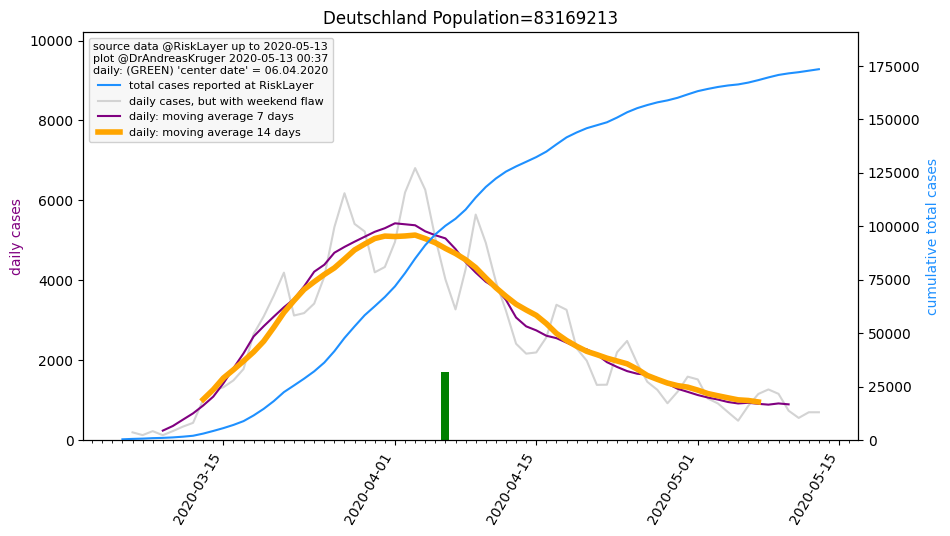 Deutschland Population=83169213
source data @RiskLayer up to 2020-05-13
plot @DrAndreasKruger 2020-05-13 00:37
daily: (GREEN) 'center date' = 06.04.2020
total cases reported at RiskLayer
daily cases, but with weekend flaw
daily: moving average 7 days
daily: moving average 14 days
daily cases
10000
8000
6000
4000
2000
0
175000
150000
125000
100000
75000
50000
25000
0
cumulative total cases
2020-03-15
2020-04-01
2020-04-15
2020-05-01
2020-05-15